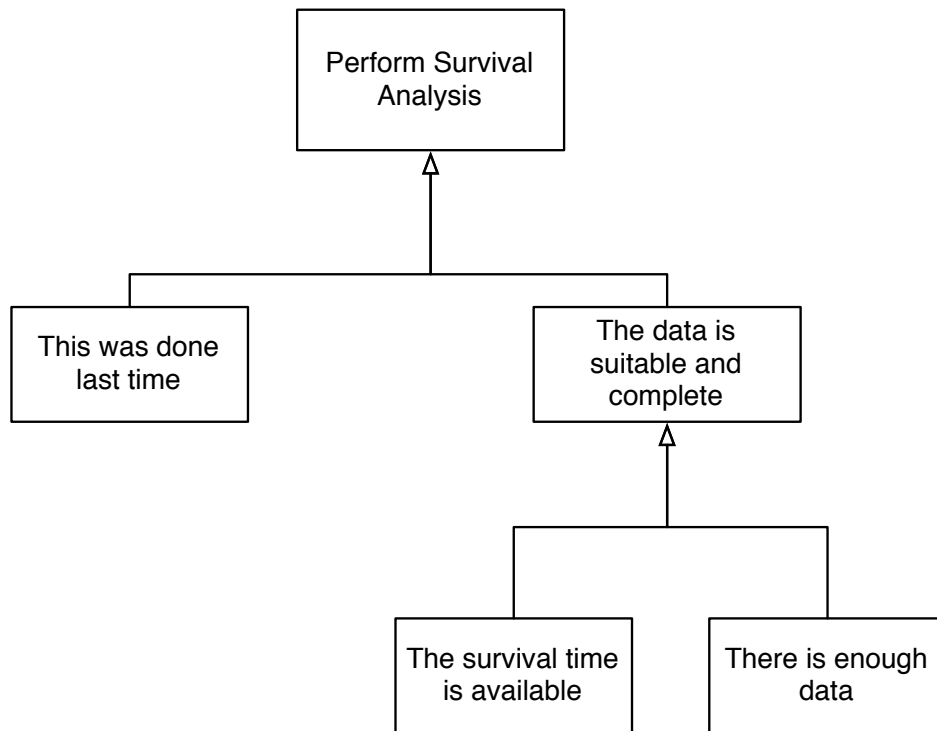 Perform Survival
Analysis
This was done
last time
The data is
suitable and
complete
The survival time
is available
There is enough
data